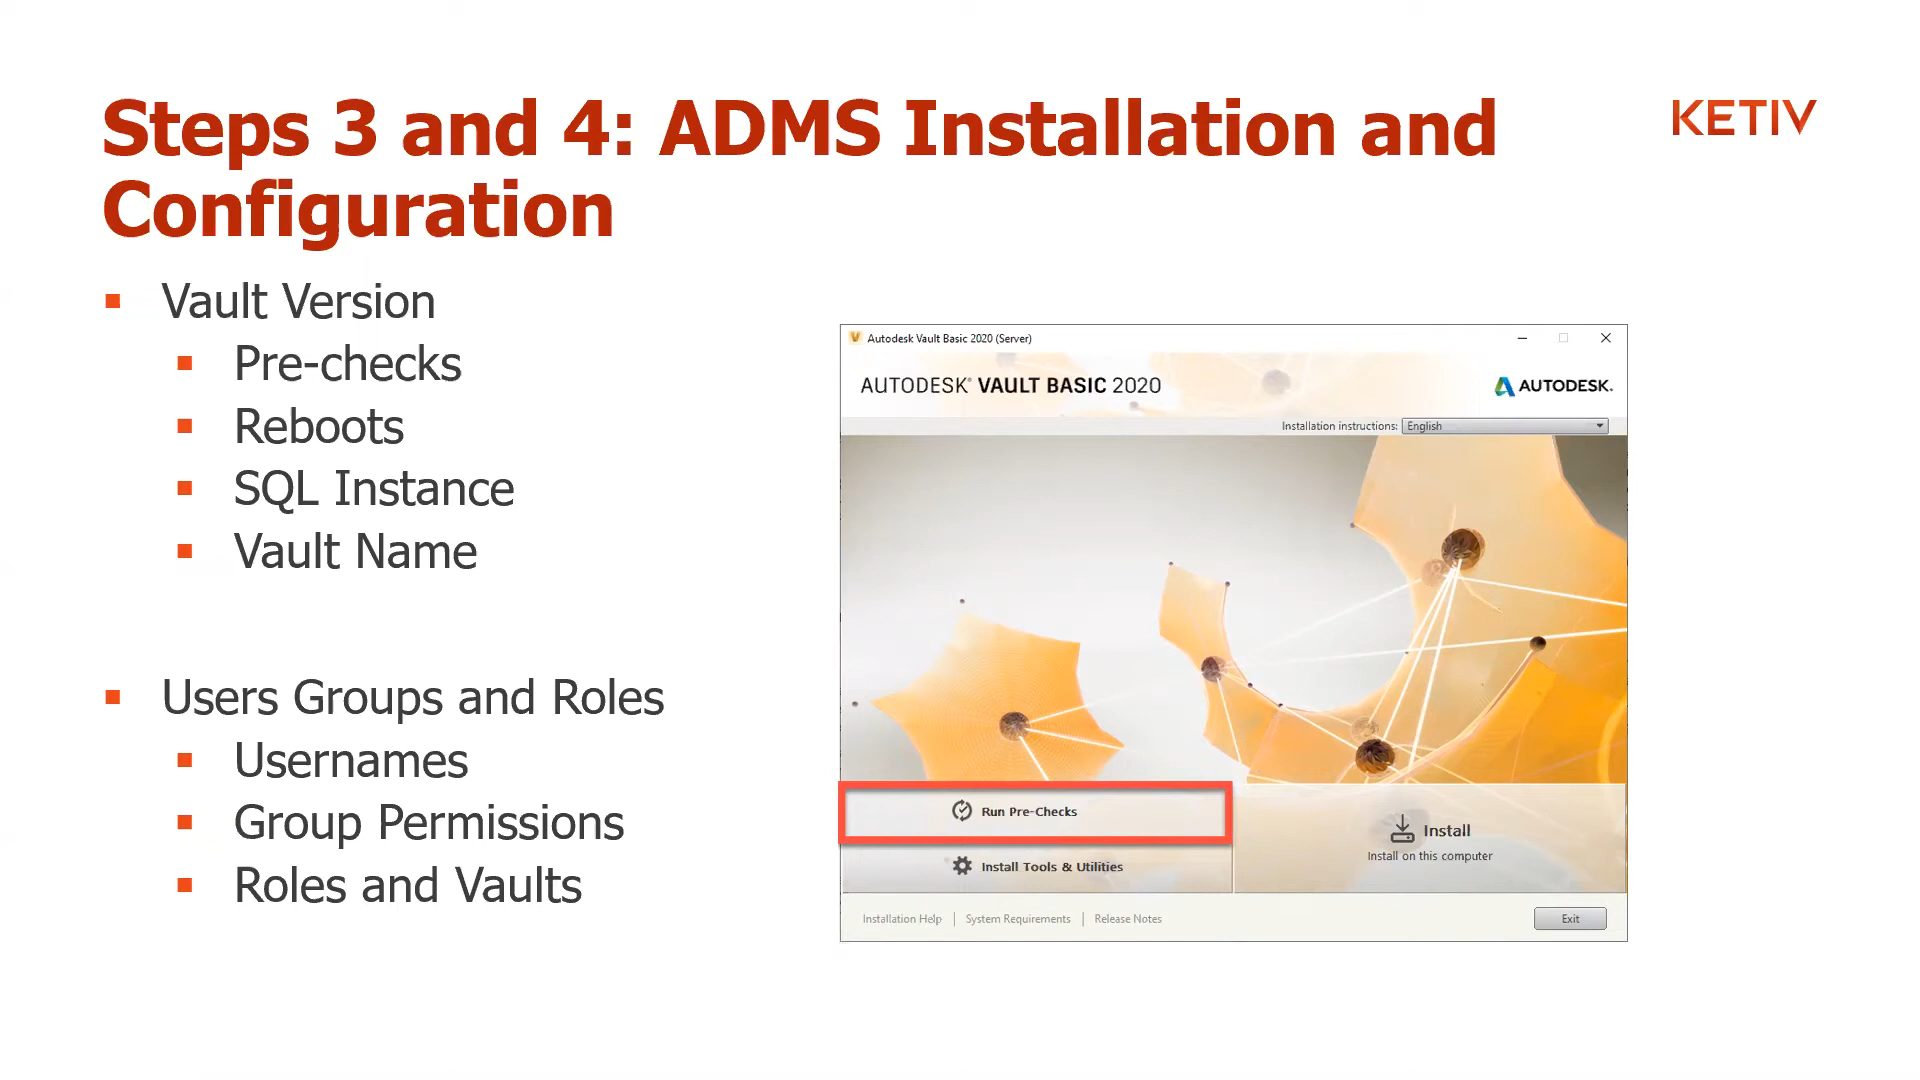 Steps 3 and 4: ADMS Installation and
Configuration
KETIV
▪ Vault Version
▪ Pre-checks
▪ Reboots
▪ SQL Instance
▪ Vault Name
▪ Users Groups and Roles
▪ Usernames
▪ Group Permissions
▪ Roles and Vaults
Autodesk Vault Basic 2020 (Server)
AUTODESK® VAULT BASIC 2020
AUTODESK.
Installation instructions: English
Run Pre-Checks
Install Tools & Utilities
Install
Install on this computer
Installation Help | System Requirements | Release Notes
Exit